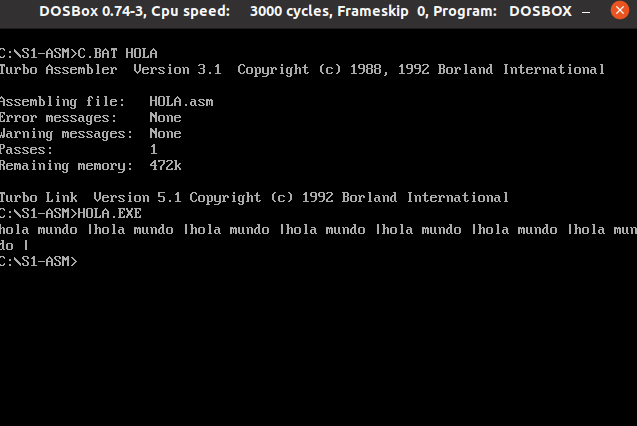 DOSBox 0.74-3, Cpu speed: 3000 cycles, Frameskip 0, Program: DOSBOX
C:\S1-ASM>C.BAT HOLA
Turbo Assembler Version 3.1 Copyright (c) 1988, 1992 Borland International
Assembling file: HOLA.asm
Error messages: None
Warning messages: None
Passes: 1
Remaining memory: 472k
Turbo Link Version 5.1 Copyright (c) 1992 Borland International
C:\S1-ASM>HOLA.EXE
hola mundo |hola mundo |hola mundo |hola mundo |hola mundo |hola mundo |hola mun
do |
C:\S1-ASM>